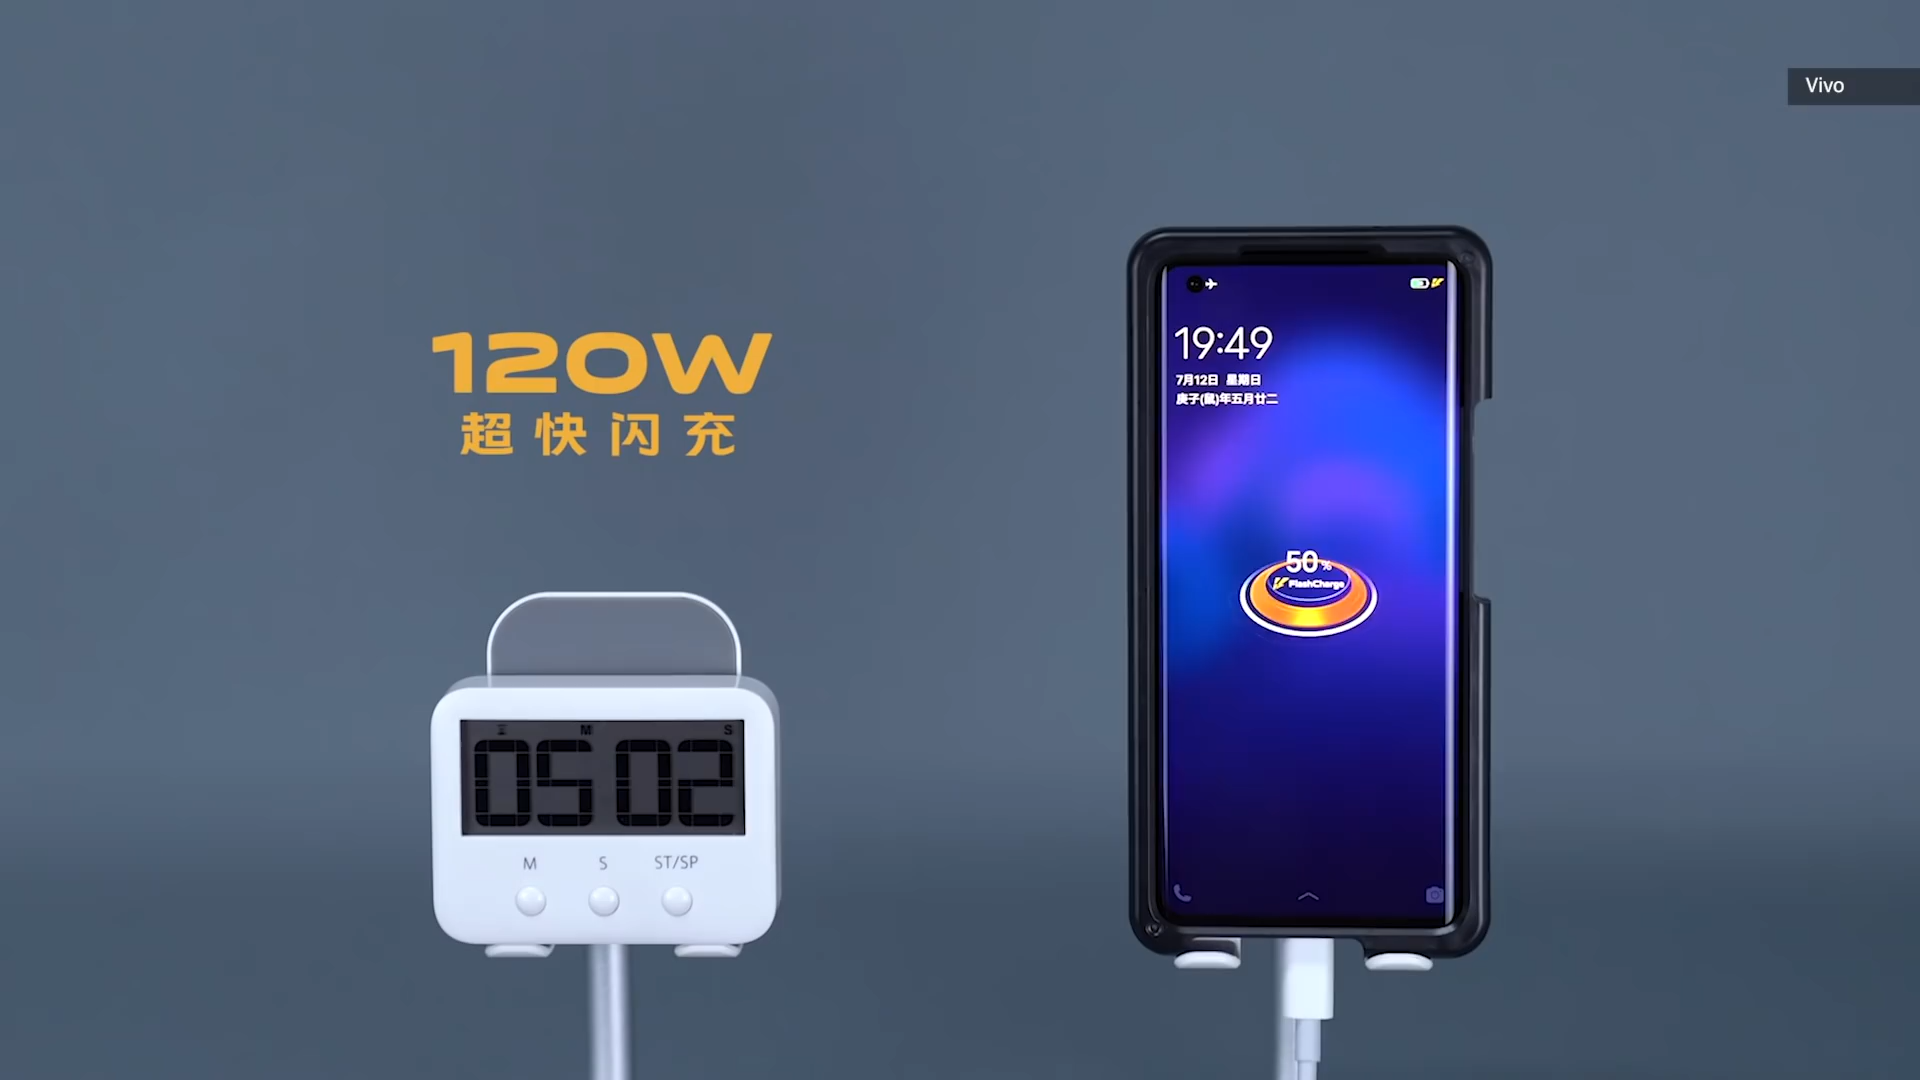 Vivo
120W
超快闪充
19:49
7月12日 星期日
庚子(鼠)年五月廿二
50%
FlashCharge
M S
05 02
M S ST/SP